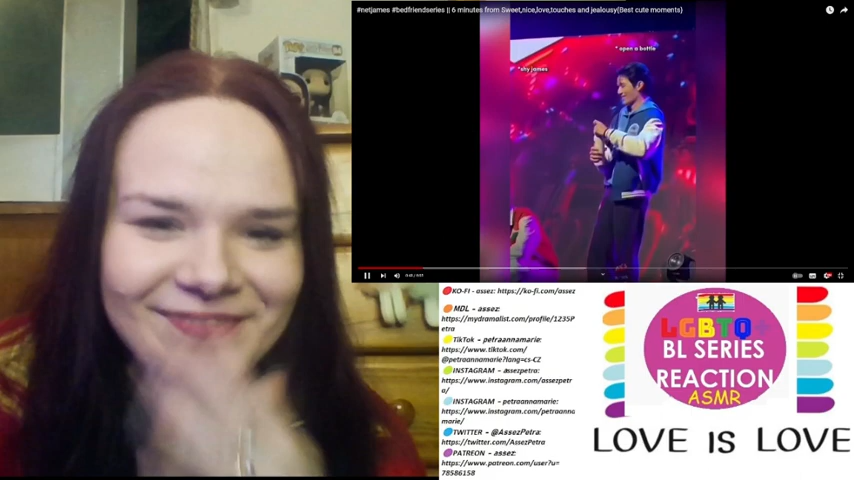 #netjames #bedfriendseries || 6 minutes from Sweet,nice,love,touches and jealousy{Best cute moments}
* open a bottle
*shy james
KO-FI - assez: https://ko-fi.com/assez
MDL - assez:
https://mydramalist.com/profile/1235P
etra
TikTok - petraannamarie:
https://www.tiktok.com/
@petraannamarie?lang=cs-CZ
INSTAGRAM - assezpetra:
https://www.instagram.com/assezpetr
a/
INSTAGRAM - petraannamarie:
https://www.instagram.com/petraanna
marie/
TWITTER - @AssezPetra:
https://twitter.com/AssezPetra
PATREON - assez:
https://www.patreon.com/user?u=
78586158
LGBTQ+
BL SERIES
REACTION
ASMR
LOVE IS LOVE